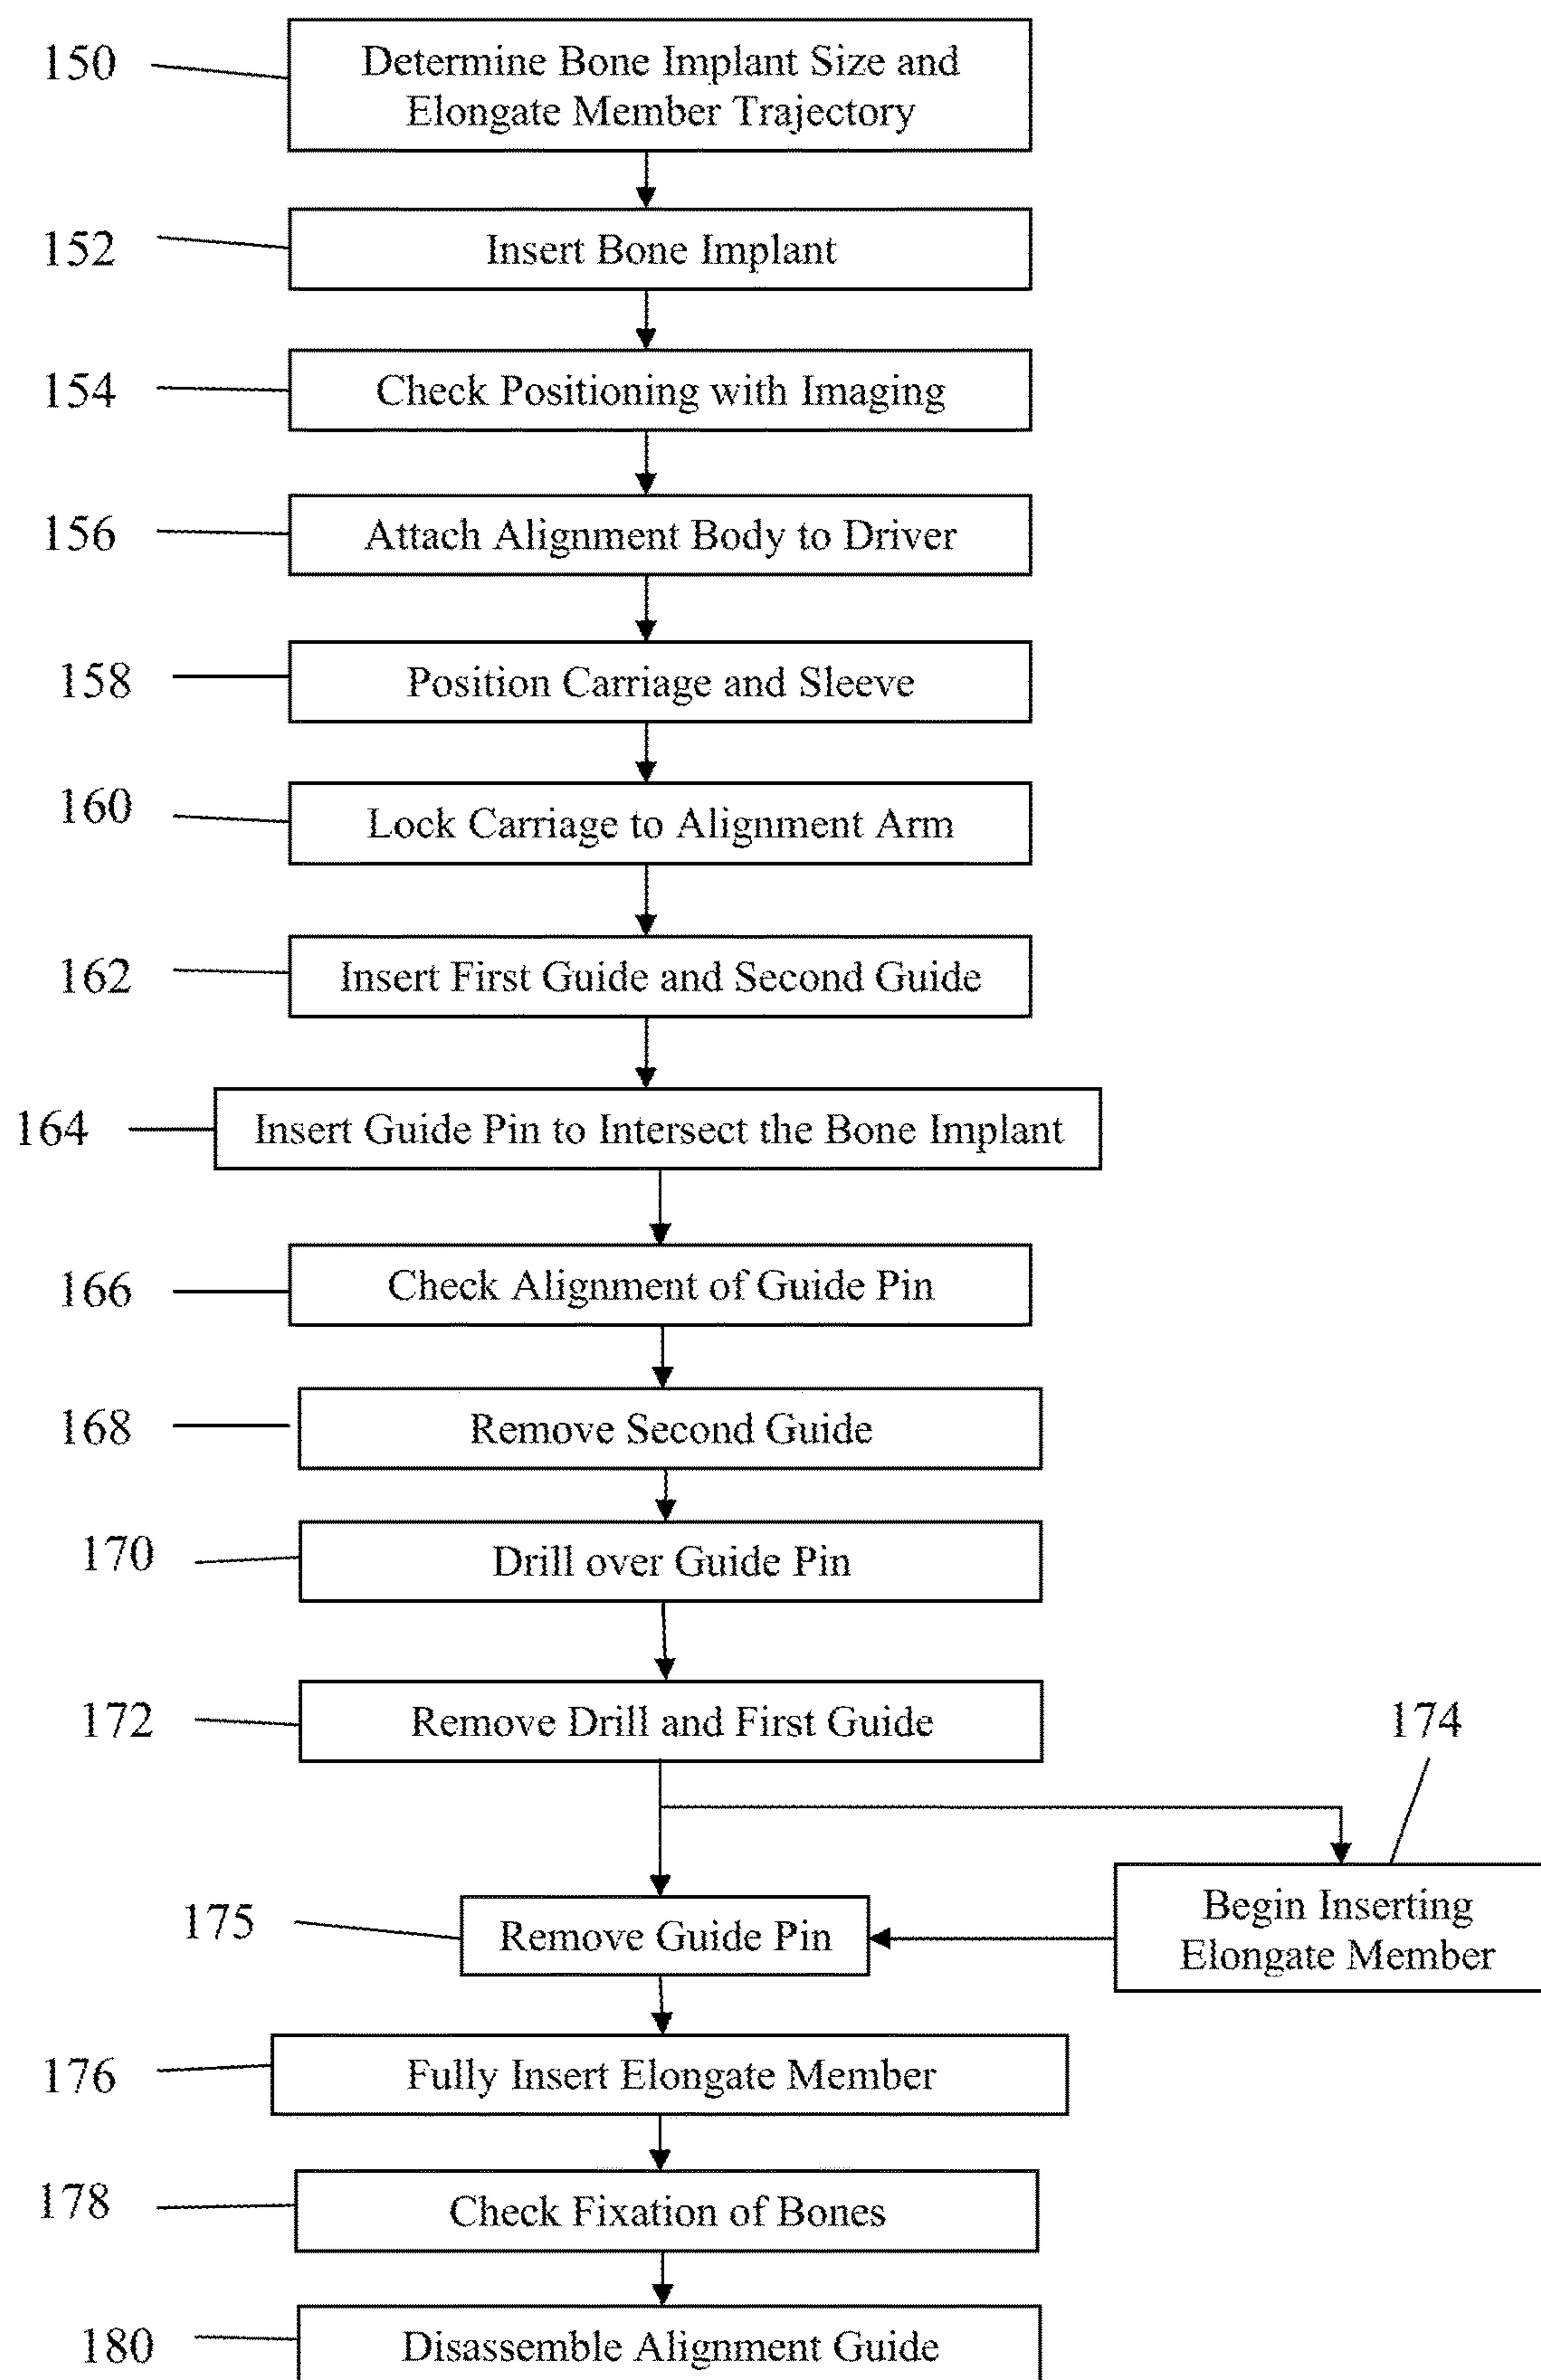 150
Determine Bone Implant Size and
Elongate Member Trajectory
152
Insert Bone Implant
154
Check Positioning with Imaging
156
Attach Alignment Body to Driver
158
Position Carriage and Sleeve
160
Lock Carriage to Alignment Arm
162
Insert First Guide and Second Guide
164
Insert Guide Pin to Intersect the Bone Implant
166
Check Alignment of Guide Pin
168
Remove Second Guide
170
Drill over Guide Pin
172
Remove Drill and First Guide
174
Begin Inserting
Elongate Member
175
Remove Guide Pin
176
Fully Insert Elongate Member
178
Check Fixation of Bones
180
Disassemble Alignment Guide